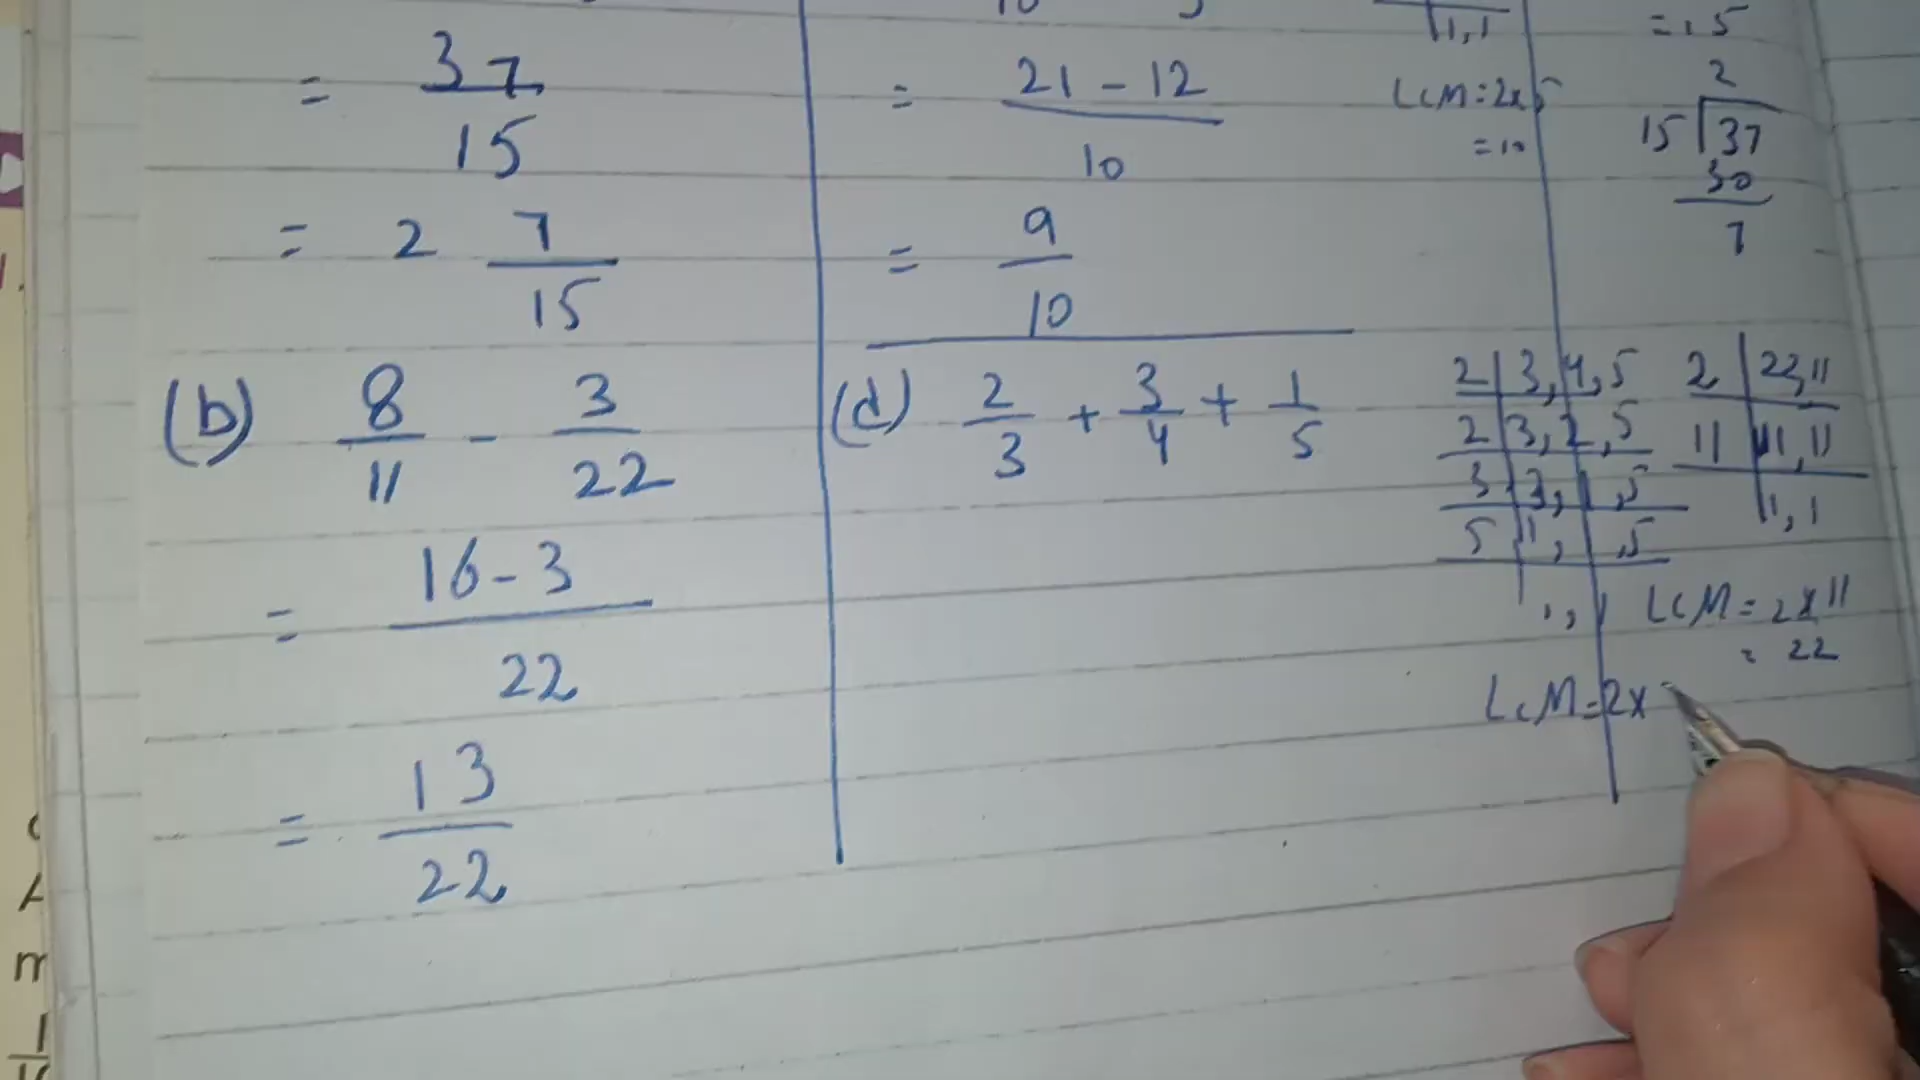 = 37/15
= 2 7/15
(b) 8/11 - 3/22
= 16-3/22
= 13/22
= 21-12/10
= 9/10
(d) 2/3 + 3/4 + 1/5
1,1
LCM=2x5
=10
=15
2
15 37
30
7
2 3,4,5
2 3,2,5
3 3,1,5
5 1, ,5
2 22,11
11 11,11
1,1
LCM=2x11
= 22
LCM=2x